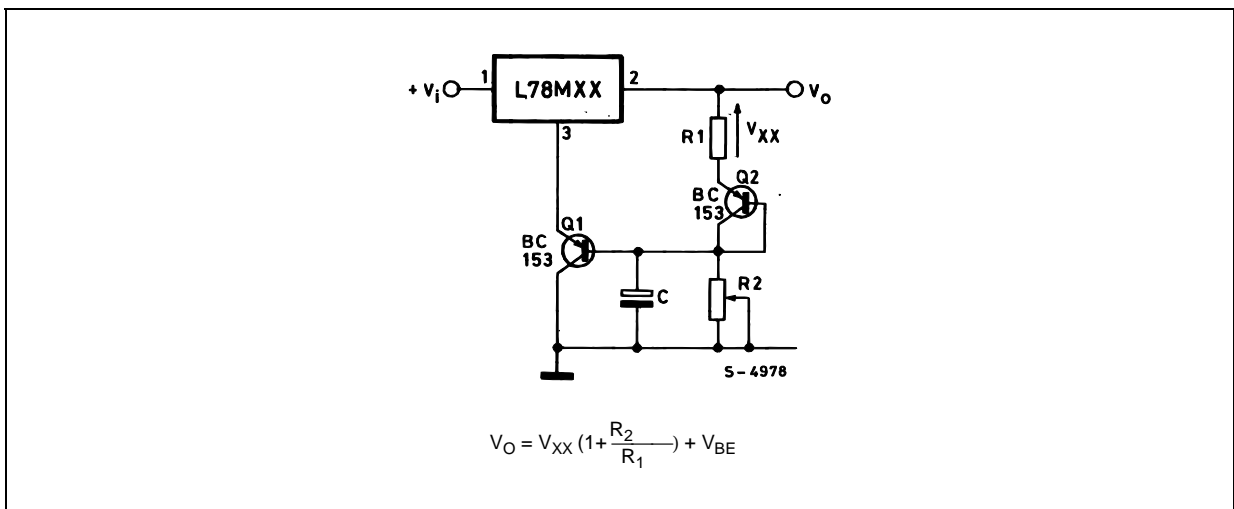 L78MXX
+ Vi
1
2
3
Vo
R1
VXX
Q2
BC
153
Q1
BC
153
C
R2
S-4978
VO = VXX (1+ R2 / R1) + VBE